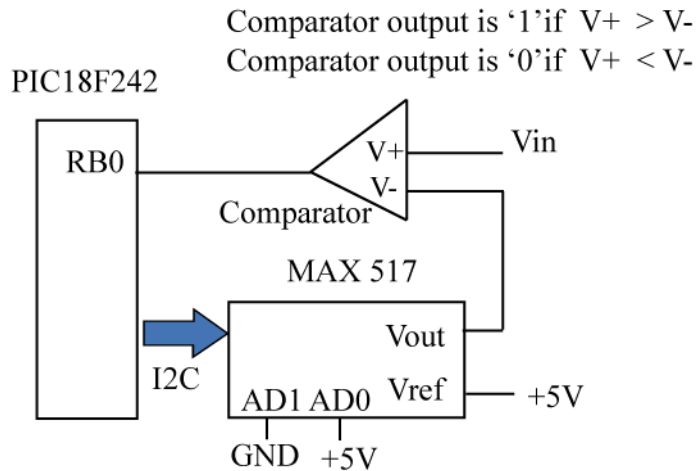 Comparator output is ‘1’if V+ > V-
Comparator output is ‘0’if V+ < V-
PIC18F242
RB0
V+
Vin
V-
Comparator
MAX 517
Vout
I2C
Vref
+5V
AD1 AD0
GND +5V